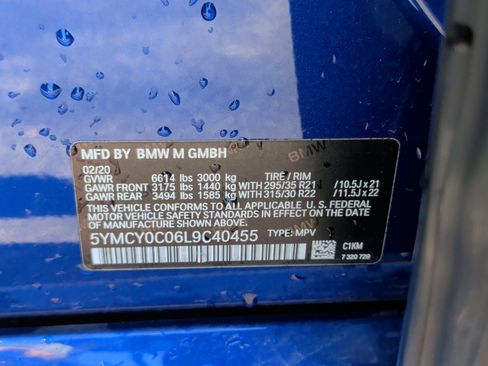 MFD BY BMW M GMBH
02/20
GVWR 6614 lbs 3000 kg TIRE/RIM
GAWR FRONT 3175 lbs 1440 kg WITH 295/35 R21 / 10.5J x 21
GAWR REAR 3494 lbs 1585 kg WITH 315/30 R22 / 11.5J x 22
THIS VEHICLE CONFORMS TO ALL APPLICABLE U.S. FEDERAL
MOTOR VEHICLE SAFETY STANDARDS IN EFFECT ON THE DATE
OF MANUFACTURE SHOWN ABOVE.
5YMCY0C06L9C40455 TYPE: MPV
C1KM
7 320 729
BMW